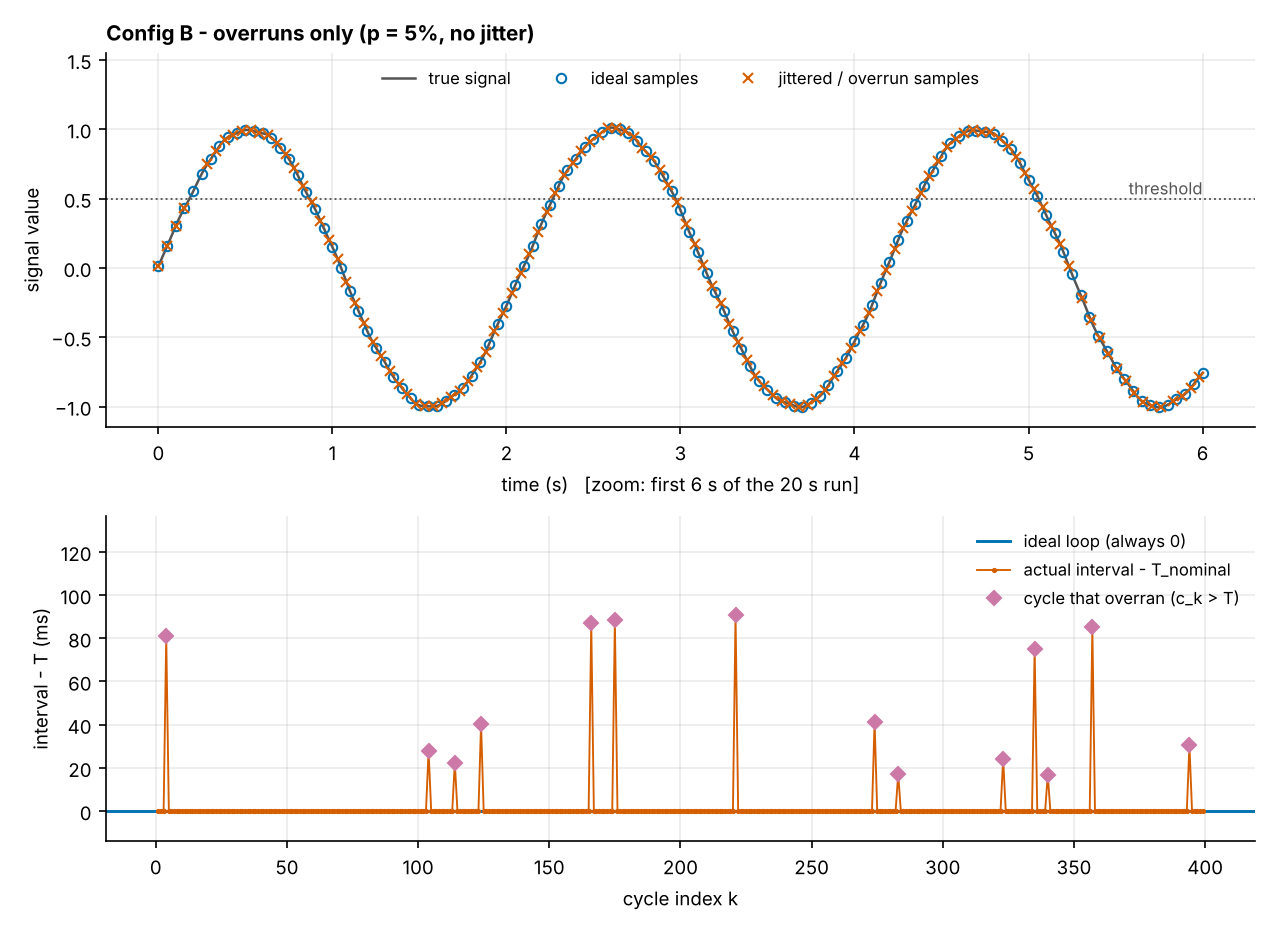 Config B - overruns only (p = 5%, no jitter)
true signal
ideal samples
jittered / overrun samples
threshold
signal value
1.5
1.0
0.5
0.0
−0.5
−1.0
0 1 2 3 4 5 6
time (s) [zoom: first 6 s of the 20 s run]
ideal loop (always 0)
actual interval - T_nominal
cycle that overran (c_k > T)
interval - T (ms)
120
100
80
60
40
20
0
0 50 100 150 200 250 300 350 400
cycle index k